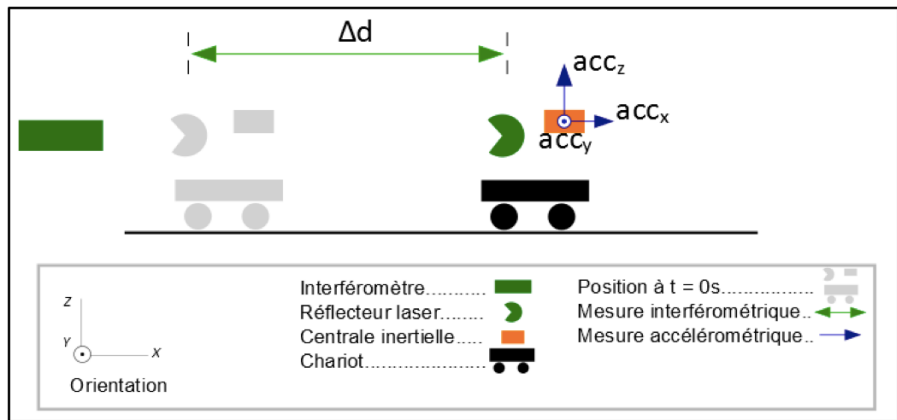 Δd
acc_z
acc_x
acc_y
Z
Y
X
Orientation
Interféromètre...........
Réflecteur laser........
Centrale inertielle.....
Chariot......................
Position à t = 0s.................
Mesure interférométrique..
Mesure accélérométrique..